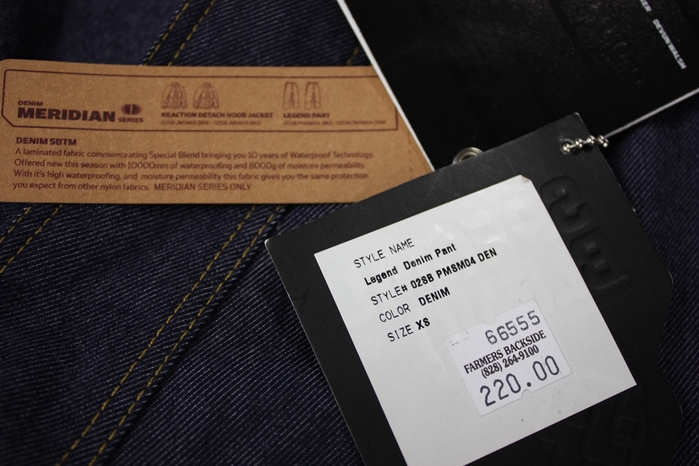 DENIM
MERIDIAN SERIES
REACTION DETACH HOOD JACKET
LEGEND PANT
DENIM SBTM
A laminated fabric commemorating Special Blend bringing you 10 years of Waterproof Technology.
Offered new this season with 10000mm of waterproofing and 8000g of moisture permeability.
With it's high waterproofing, and moisture permeability this fabric gives you the same protection
you expect from other nylon fabrics. MERIDIAN SERIES ONLY
DEVUN WALSH
STYLE NAME
Legend Denim Pant
STYLE# 028B PM8M04 DEN
COLOR DENIM
SIZE XS
66555
FARMERS BACKSIDE
(828) 264-9100
220.00